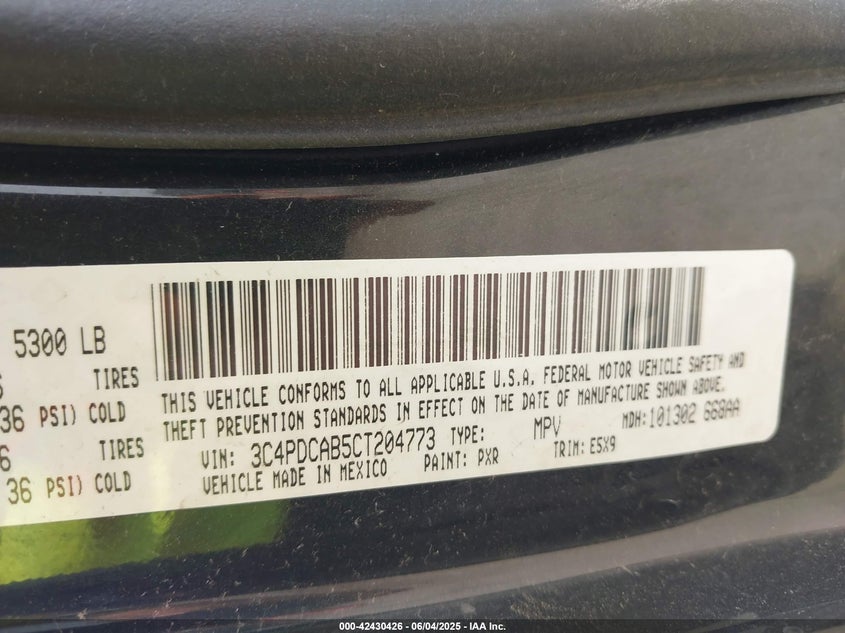 5300 LB
TIRES
36 PSI) COLD
TIRES
36 PSI) COLD
THIS VEHICLE CONFORMS TO ALL APPLICABLE U.S.A. FEDERAL MOTOR VEHICLE SAFETY AND
THEFT PREVENTION STANDARDS IN EFFECT ON THE DATE OF MANUFACTURE SHOWN ABOVE.
VIN: 3C4PDCAB5CT204773 TYPE: MPV MDH:101302 668AA
VEHICLE MADE IN MEXICO PAINT: PXR TRIM: E5X9
000-42430426 - 06/04/2025 - © IAA Inc.